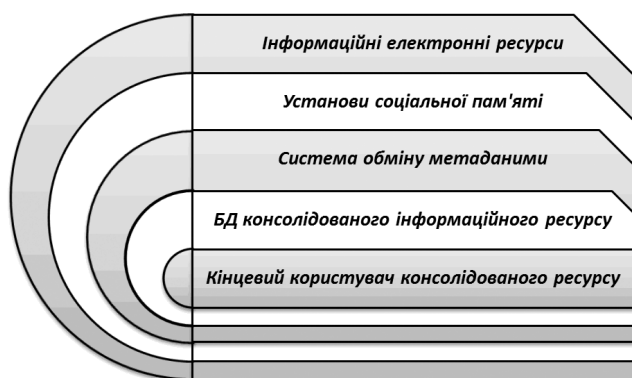 Інформаційні електронні ресурси
Установи соціальної пам'яті
Система обміну метаданими
БД консолідованого інформаційного ресурсу
Кінцевий користувач консолідованого ресурсу